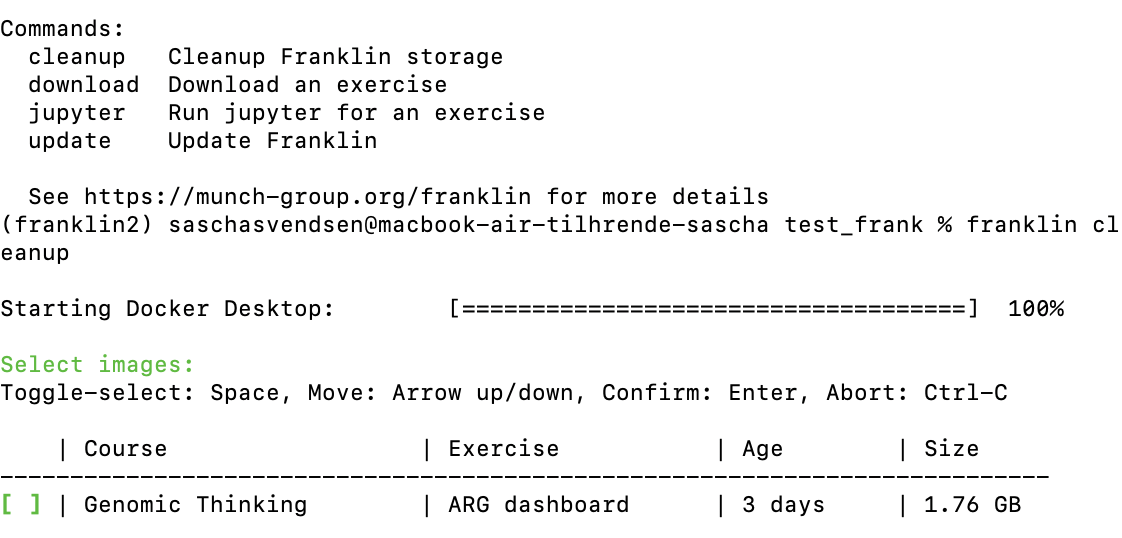 Commands:
  cleanup   Cleanup Franklin storage
  download  Download an exercise
  jupyter   Run jupyter for an exercise
  update    Update Franklin
  See https://munch-group.org/franklin for more details
(franklin2) saschasvendsen@macbook-air-tilhrende-sascha test_frank % franklin cl
eanup
Starting Docker Desktop:        [====================================]  100%
Select images:
Toggle-select: Space, Move: Arrow up/down, Confirm: Enter, Abort: Ctrl-C
    | Course                  | Exercise           | Age         | Size
---------------------------------------------------------------------------
[ ] | Genomic Thinking        | ARG dashboard      | 3 days      | 1.76 GB